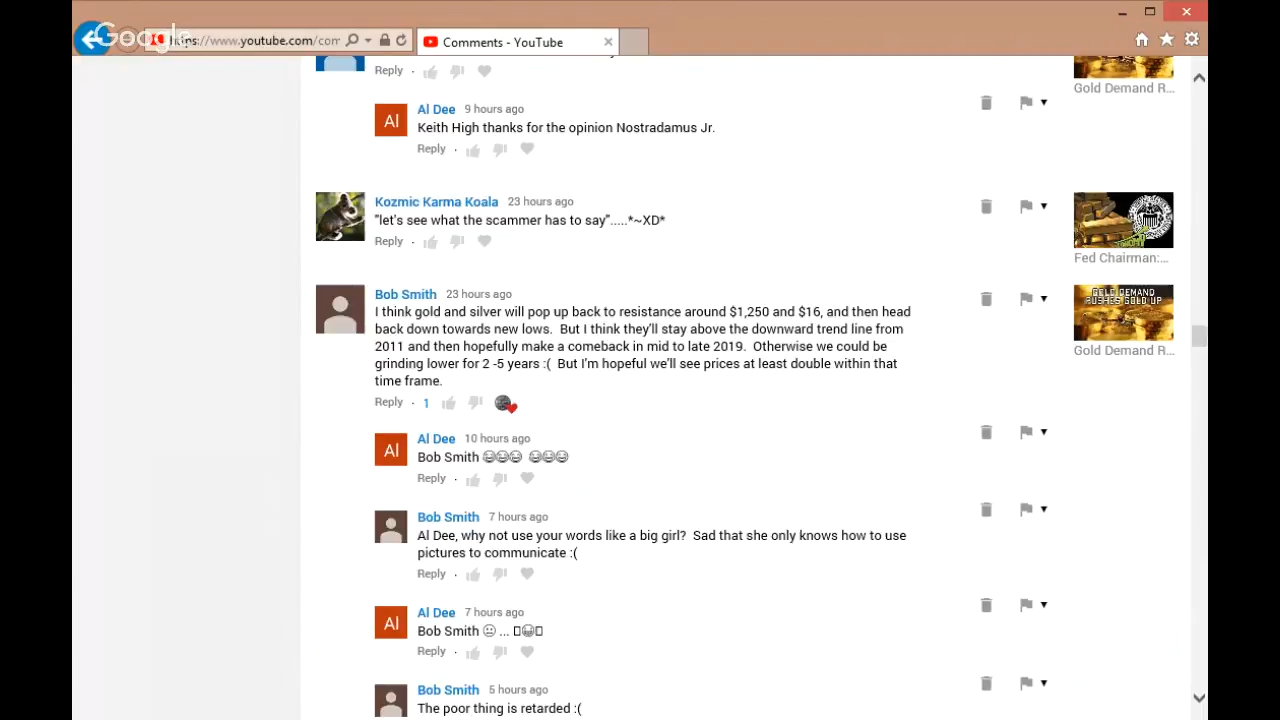 Google
https://www.youtube.com/com
Comments - YouTube
Reply
Gold Demand R...
Al Dee 9 hours ago
Keith High thanks for the opinion Nostradamus Jr.
Reply
Kozmic Karma Koala 23 hours ago
"let's see what the scammer has to say".....*~XD*
Reply
Fed Chairman:...
Bob Smith 23 hours ago
I think gold and silver will pop up back to resistance around $1,250 and $16, and then head
back down towards new lows.  But I think they'll stay above the downward trend line from
2011 and then hopefully make a comeback in mid to late 2019.  Otherwise we could be
grinding lower for 2 -5 years :(  But I'm hopeful we'll see prices at least double within that
time frame.
Reply · 1
GOLD DEMAND
PUSHES GOLD UP
Gold Demand R...
Al
Al Dee 10 hours ago
Bob Smith 😂😂😂 😂😂😂
Reply
Bob Smith 7 hours ago
Al Dee, why not use your words like a big girl?  Sad that she only knows how to use
pictures to communicate :(
Reply
Al
Al Dee 7 hours ago
Bob Smith 😐 ... 😂
Reply
Bob Smith 5 hours ago
The poor thing is retarded :(